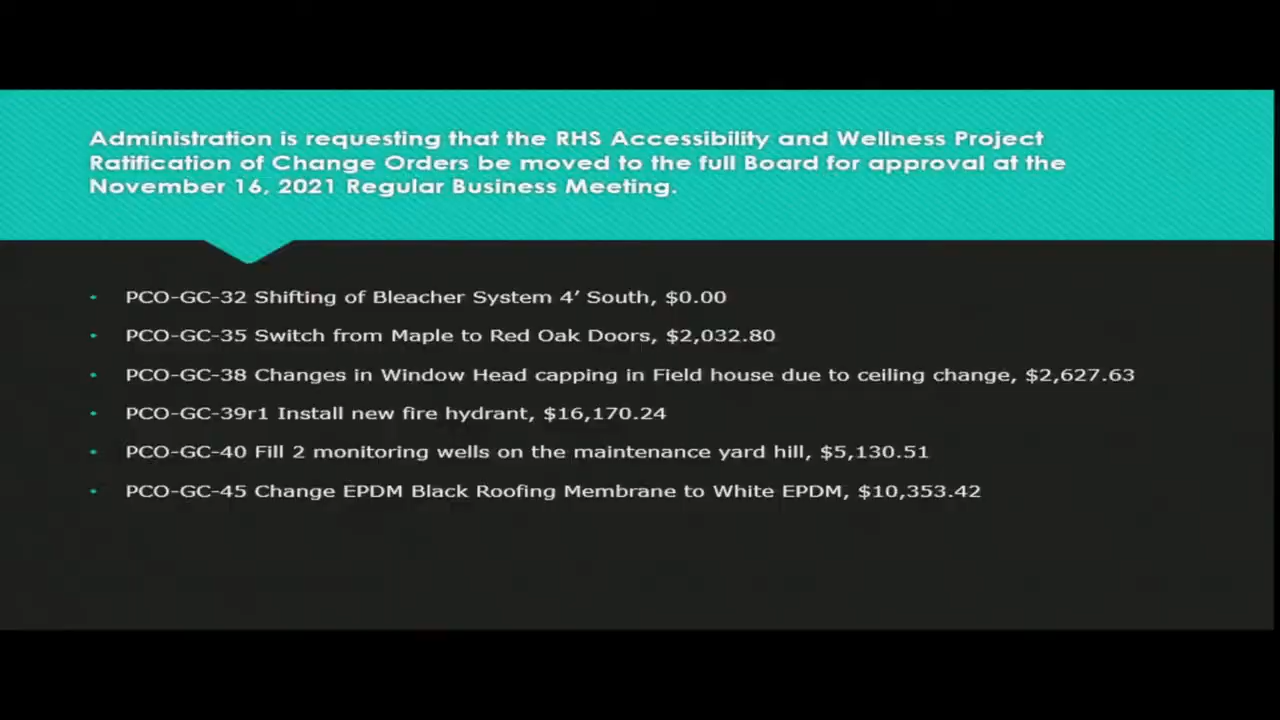 Administration is requesting that the RHS Accessibility and Wellness Project
Ratification of Change Orders be moved to the full Board for approval at the
November 16, 2021 Regular Business Meeting.
• PCO-GC-32 Shifting of Bleacher System 4’ South, $0.00
• PCO-GC-35 Switch from Maple to Red Oak Doors, $2,032.80
• PCO-GC-38 Changes in Window Head capping in Field house due to ceiling change, $2,627.63
• PCO-GC-39r1 Install new fire hydrant, $16,170.24
• PCO-GC-40 Fill 2 monitoring wells on the maintenance yard hill, $5,130.51
• PCO-GC-45 Change EPDM Black Roofing Membrane to White EPDM, $10,353.42